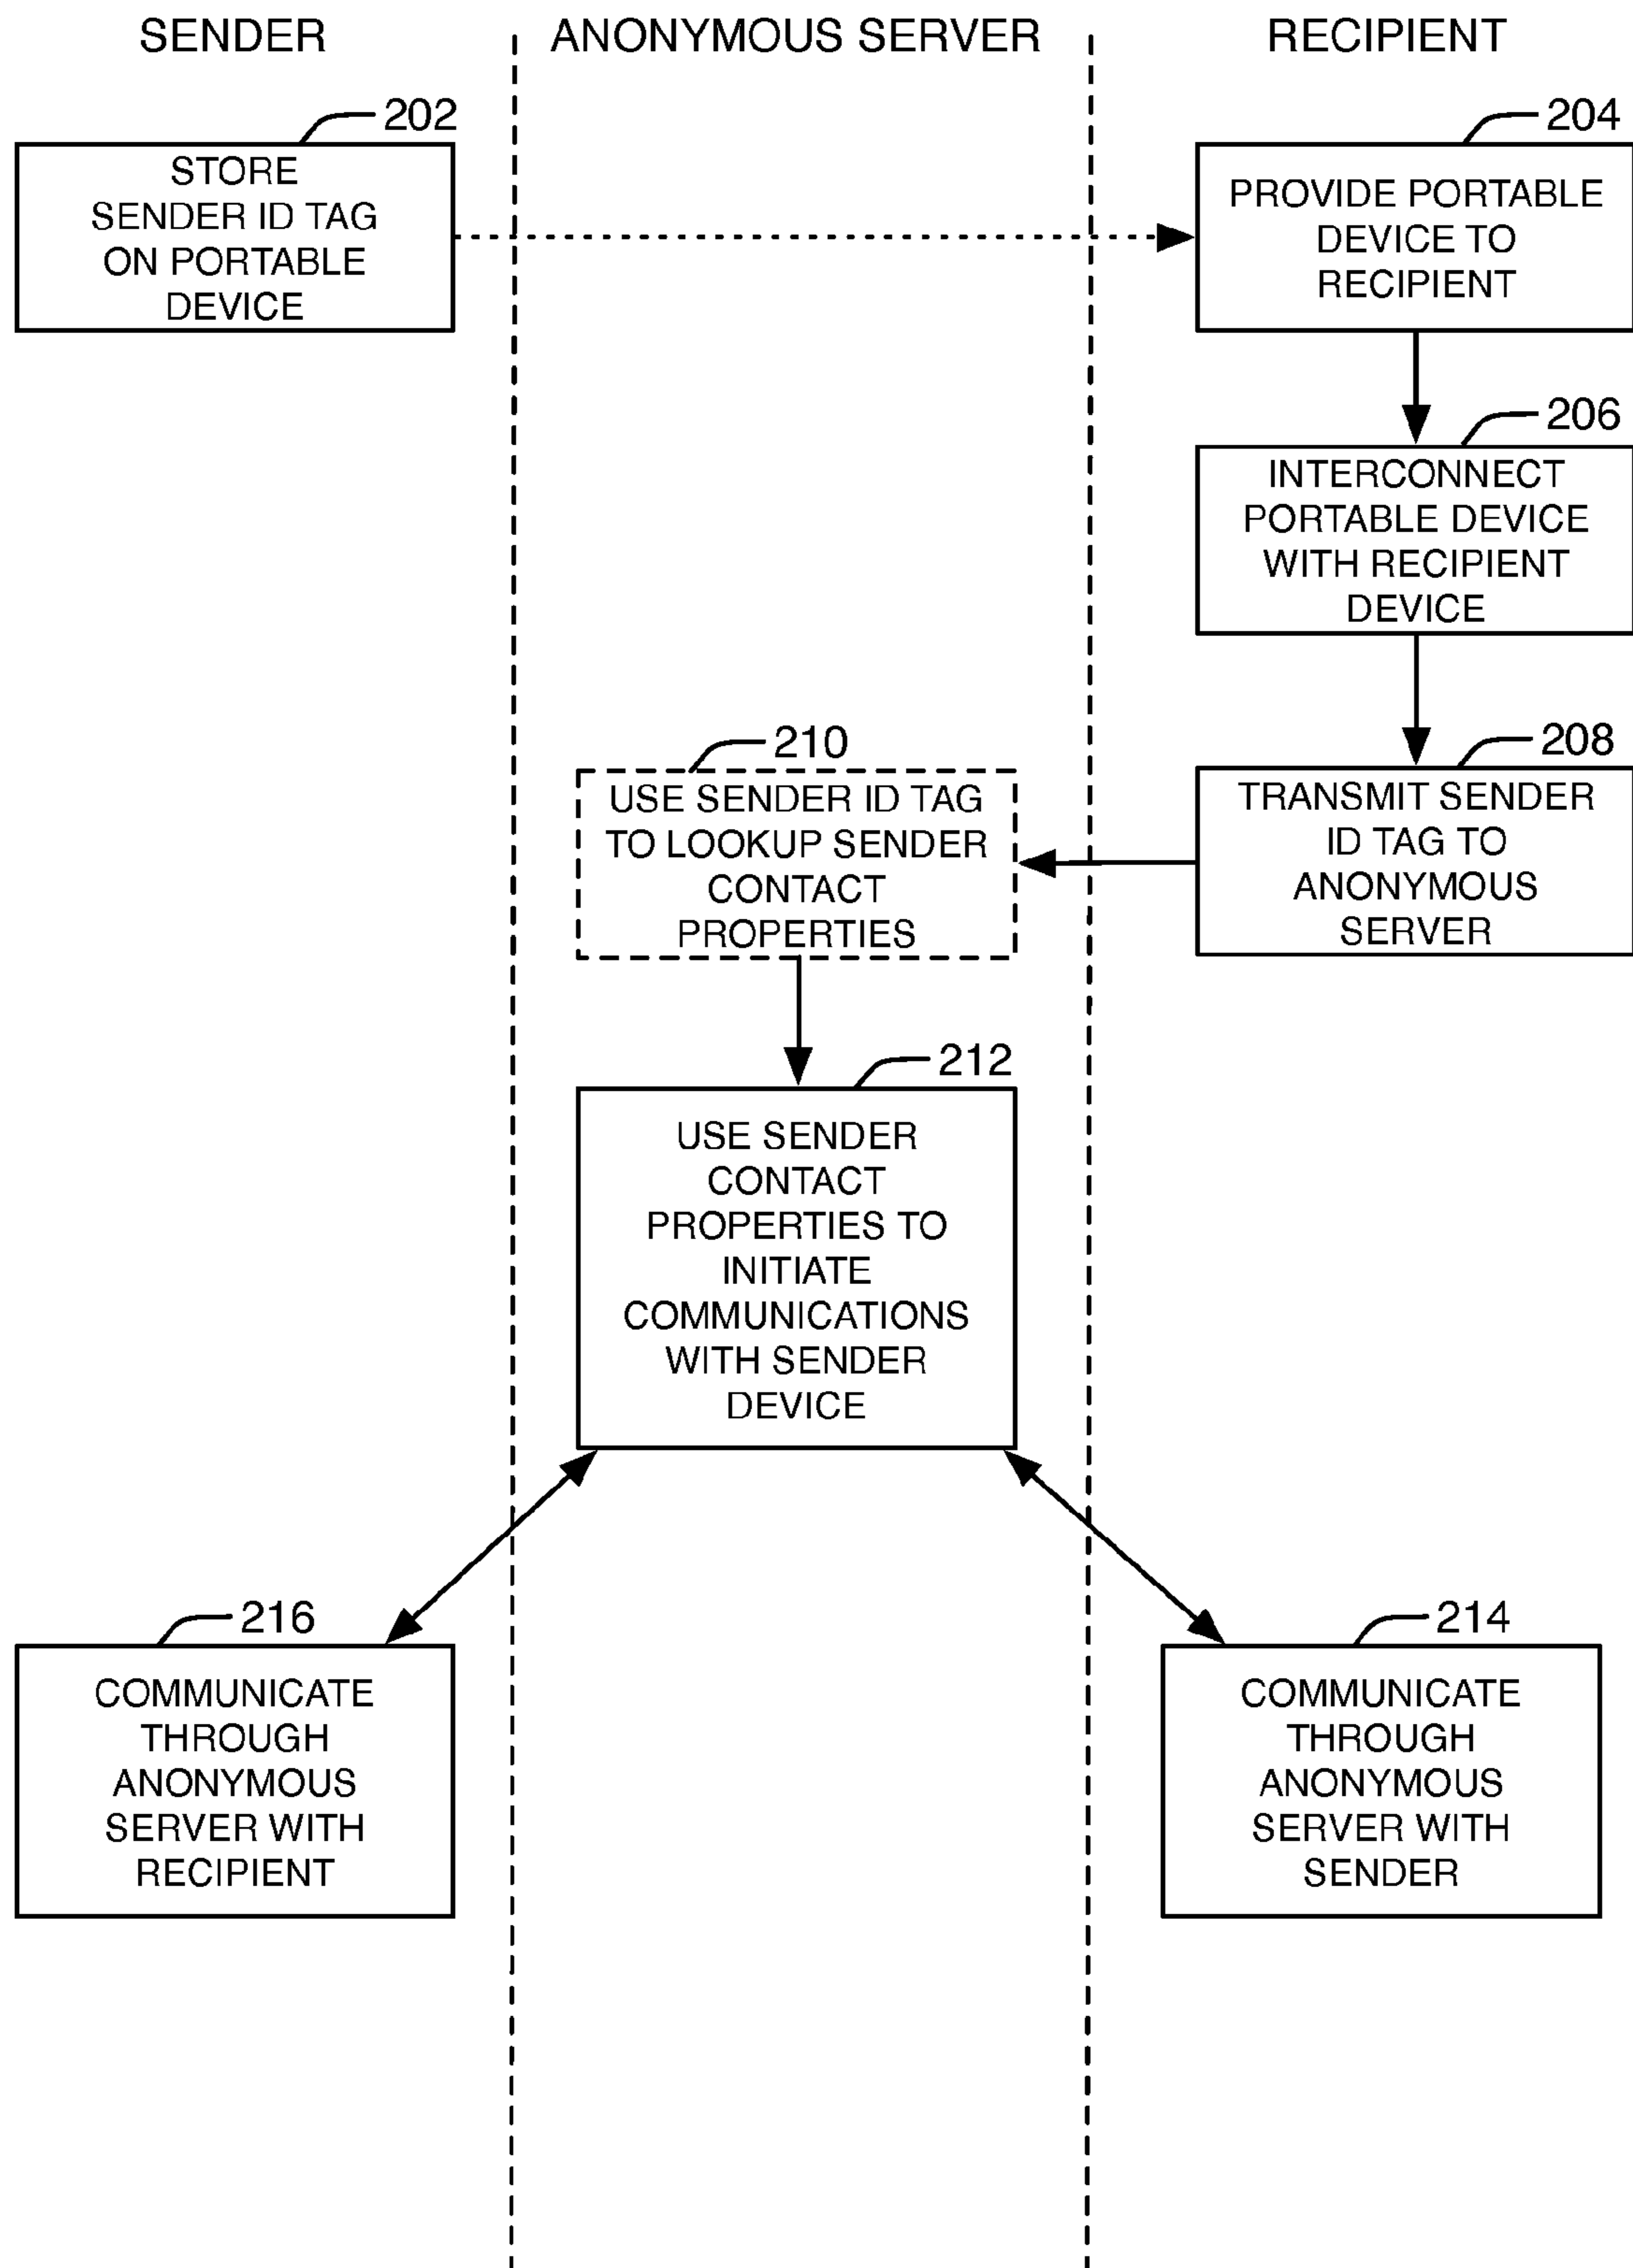 SENDER
ANONYMOUS SERVER
RECIPIENT
202
STORE
SENDER ID TAG
ON PORTABLE
DEVICE
204
PROVIDE PORTABLE
DEVICE TO
RECIPIENT
206
INTERCONNECT
PORTABLE DEVICE
WITH RECIPIENT
DEVICE
208
TRANSMIT SENDER
ID TAG TO
ANONYMOUS
SERVER
210
USE SENDER ID TAG
TO LOOKUP SENDER
CONTACT
PROPERTIES
212
USE SENDER
CONTACT
PROPERTIES TO
INITIATE
COMMUNICATIONS
WITH SENDER
DEVICE
216
COMMUNICATE
THROUGH
ANONYMOUS
SERVER WITH
RECIPIENT
214
COMMUNICATE
THROUGH
ANONYMOUS
SERVER WITH
SENDER